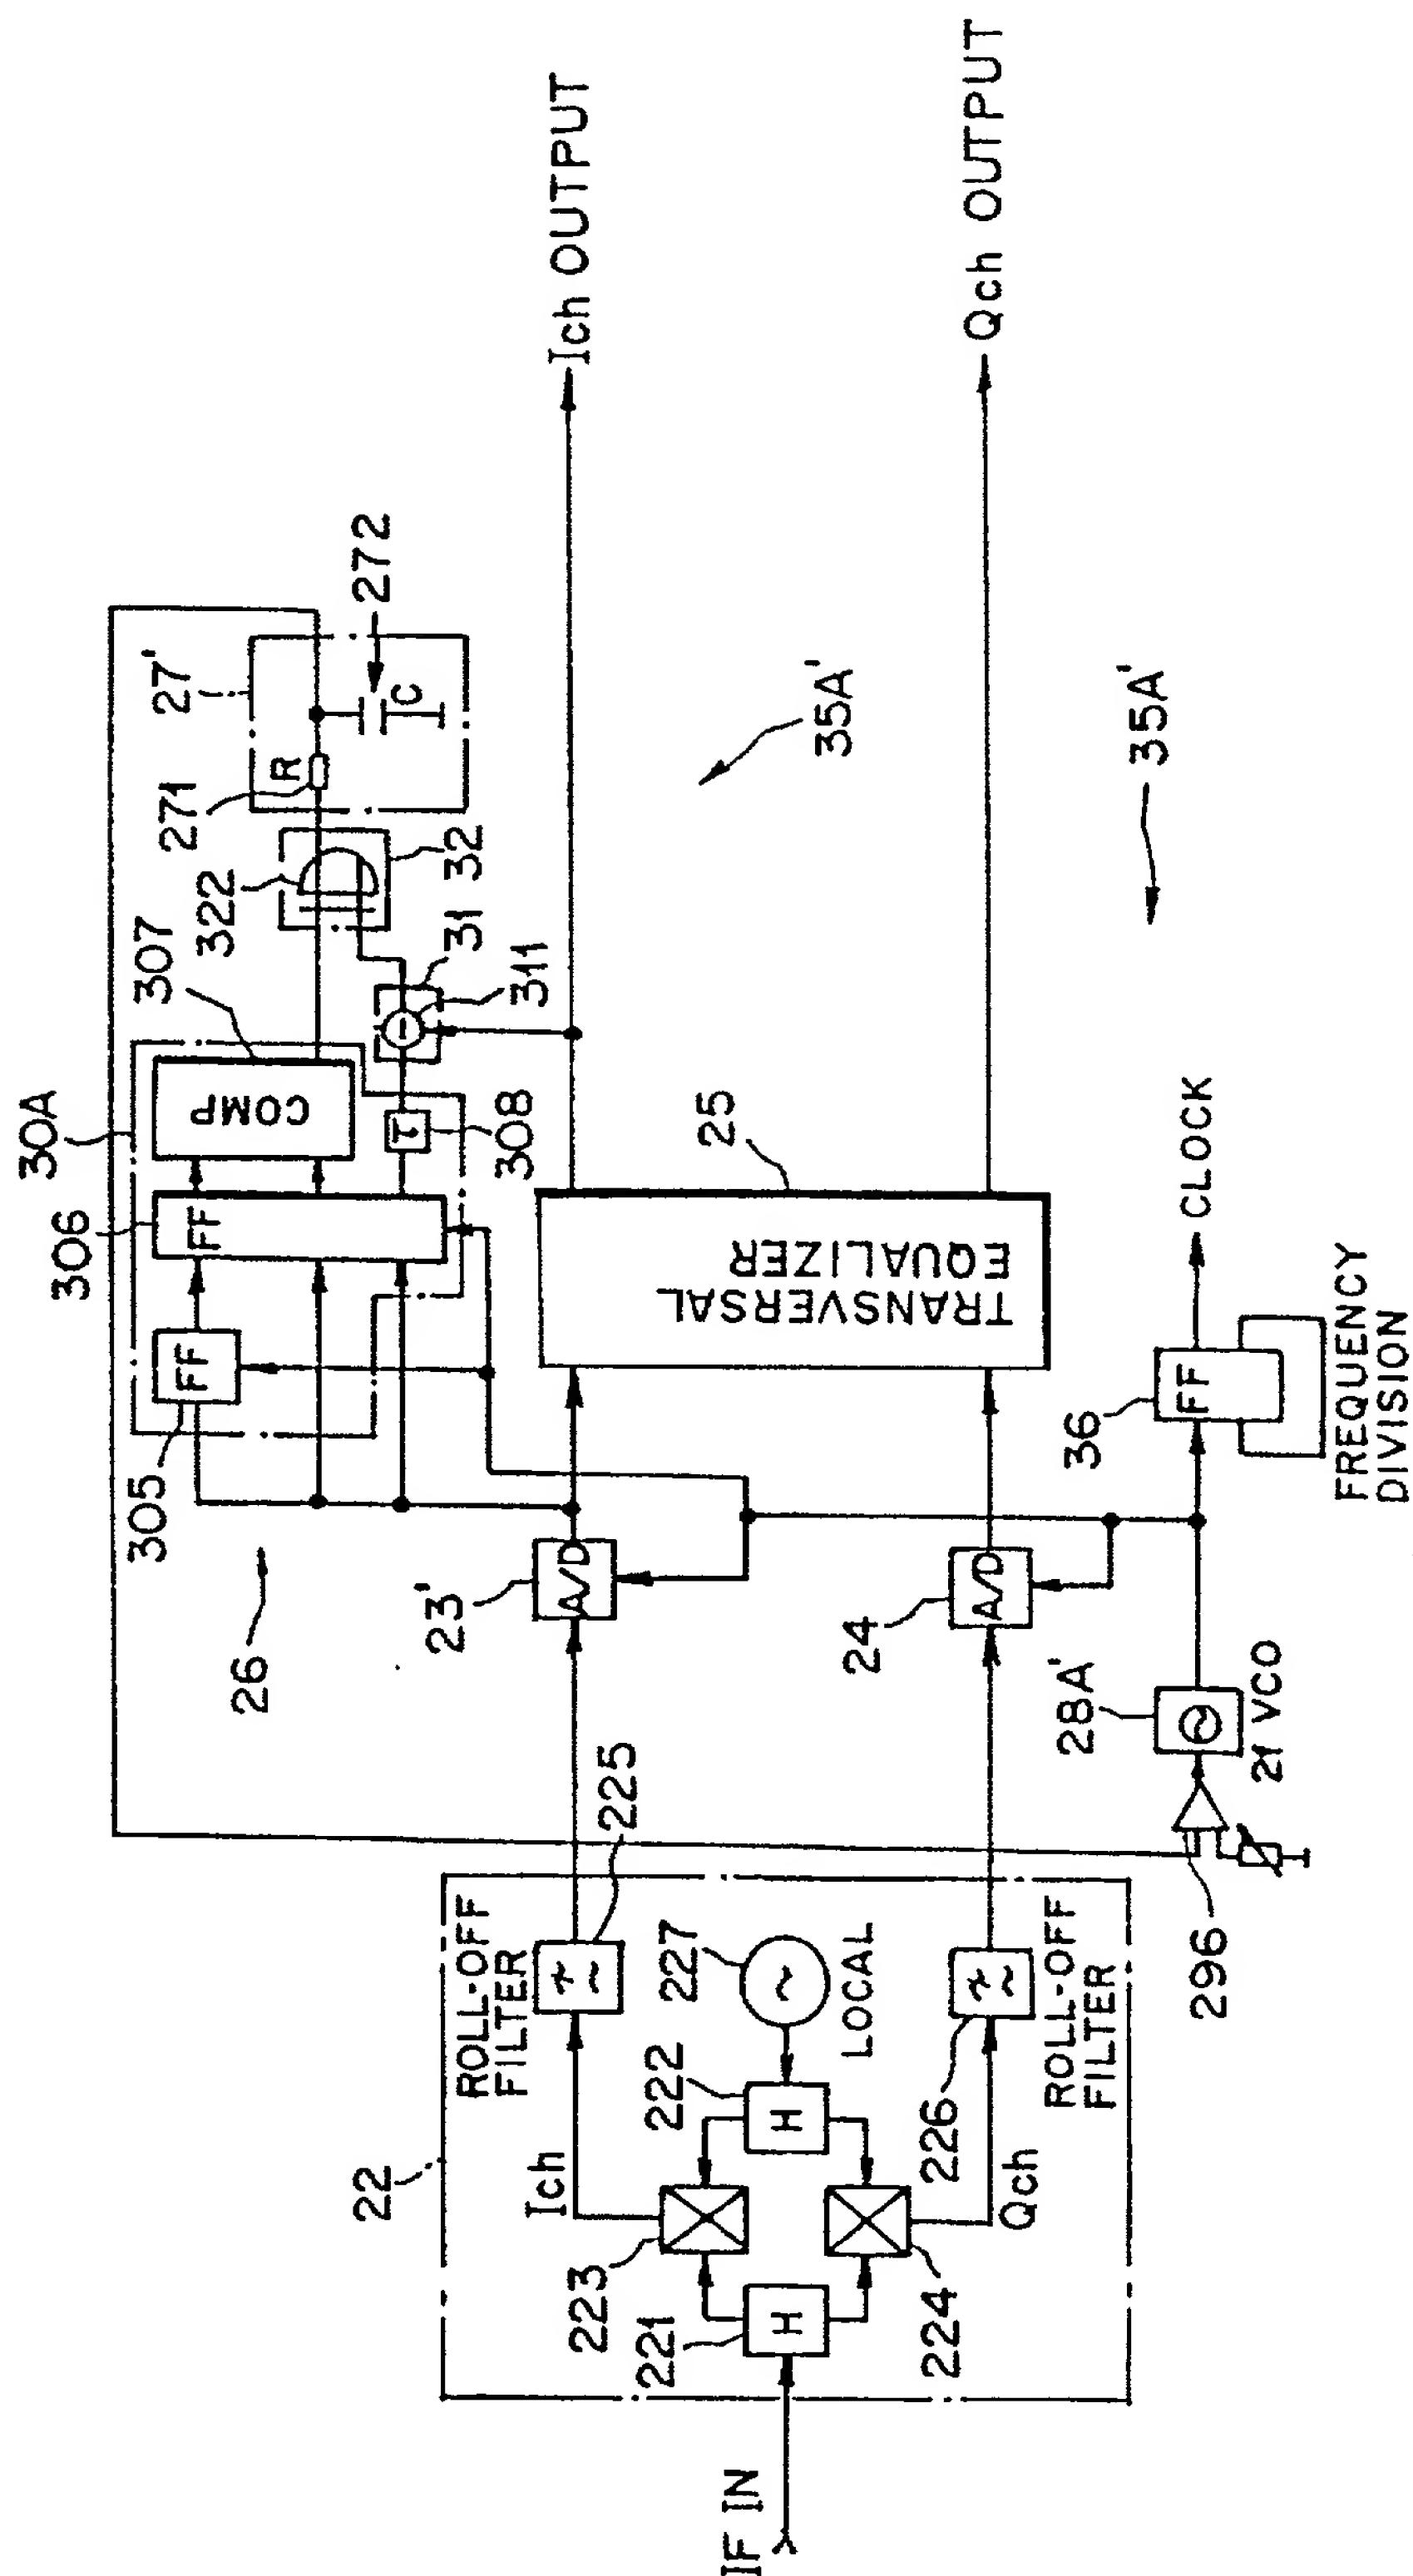 IF IN
22
221
H
223
224
222
H
227
~
LOCAL
Ich
Qch
ROLL-OFF
FILTER
225
226
ROLL-OFF
FILTER
296
28A'
2f VCO
26
23'
A/D
24
A/D
305
FF
306
FF
30A
COMP
307
τ
308
31
311
32
322
27'
271
R
272
C
25
TRANSVERSAL
EQUALIZER
36
FF
FREQUENCY
DIVISION
CLOCK
35A'
35A'
Ich OUTPUT
Qch OUTPUT